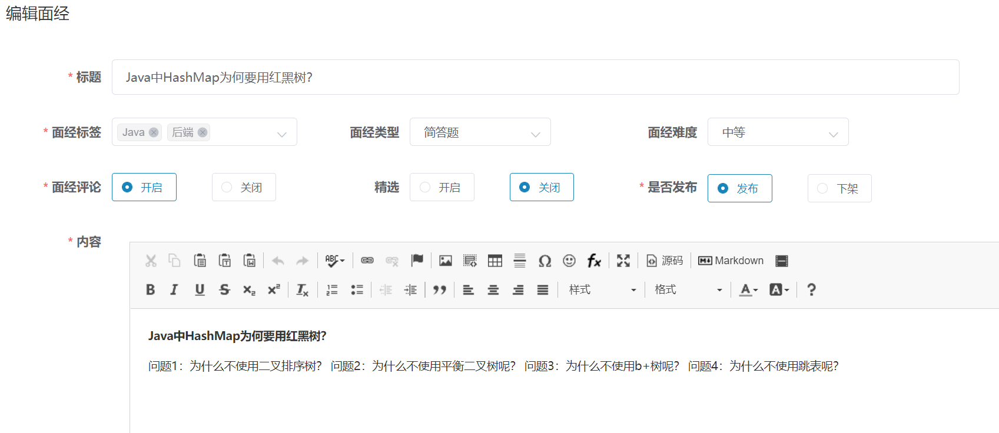 编辑面经
* 标题 Java中HashMap为何要用红黑树?
* 面经标签 Java 后端 面经类型 简答题 面经难度 中等
* 面经评论 开启 关闭 精选 开启 关闭 * 是否发布 发布 下架
* 内容
ABC Ω fx 源码 M Markdown
B I U S x₂ x² Tx 样式 格式 A A ?
Java中HashMap为何要用红黑树?
问题1：为什么不使用二叉排序树? 问题2：为什么不使用平衡二叉树呢? 问题3：为什么不使用b+树呢? 问题4：为什么不使用跳表呢?